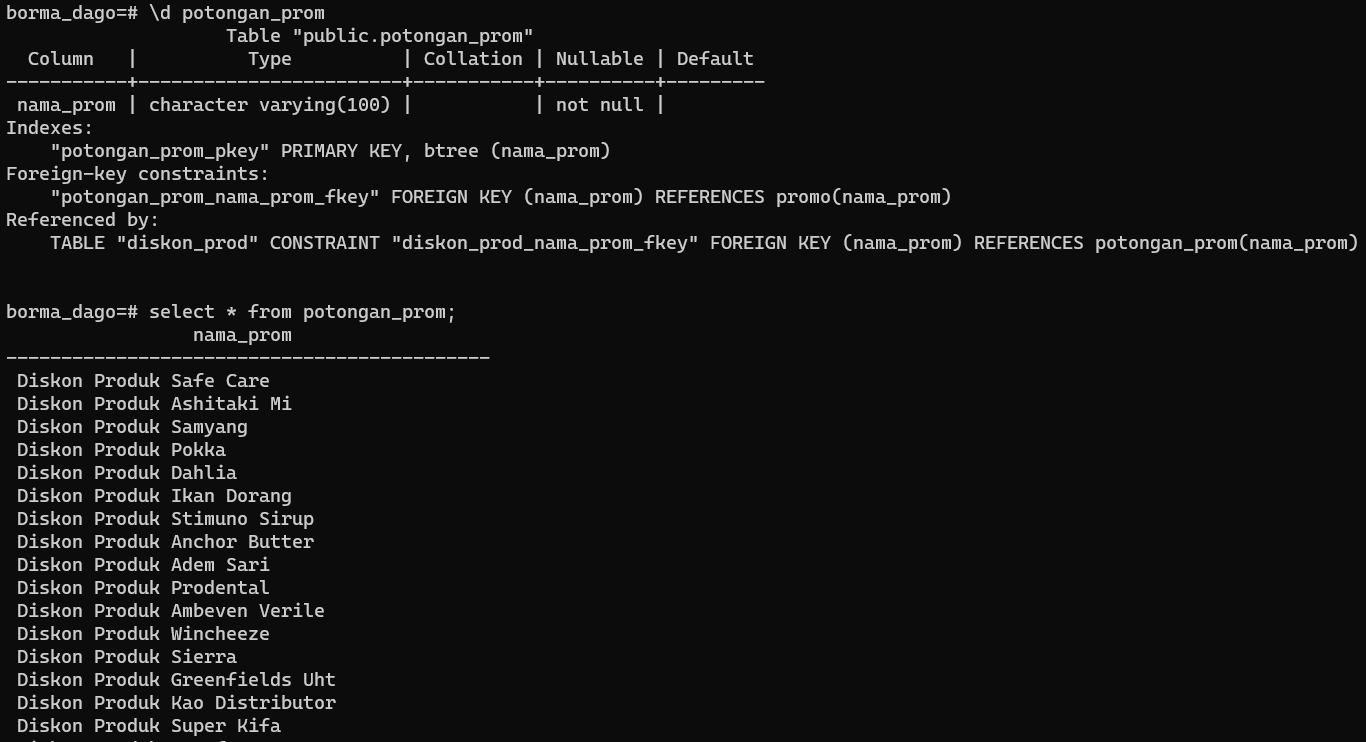 borma_dago=# \d potongan_prom
Table "public.potongan_prom"
Column | Type | Collation | Nullable | Default
-----------+------------------------+-----------+----------+---------
nama_prom | character varying(100) | | not null |
Indexes:
"potongan_prom_pkey" PRIMARY KEY, btree (nama_prom)
Foreign-key constraints:
"potongan_prom_nama_prom_fkey" FOREIGN KEY (nama_prom) REFERENCES promo(nama_prom)
Referenced by:
TABLE "diskon_prod" CONSTRAINT "diskon_prod_nama_prom_fkey" FOREIGN KEY (nama_prom) REFERENCES potongan_prom(nama_prom)
borma_dago=# select * from potongan_prom;
nama_prom
--------------------------------------------
Diskon Produk Safe Care
Diskon Produk Ashitaki Mi
Diskon Produk Samyang
Diskon Produk Pokka
Diskon Produk Dahlia
Diskon Produk Ikan Dorang
Diskon Produk Stimuno Sirup
Diskon Produk Anchor Butter
Diskon Produk Adem Sari
Diskon Produk Prodental
Diskon Produk Ambeven Verile
Diskon Produk Wincheeze
Diskon Produk Sierra
Diskon Produk Greenfields Uht
Diskon Produk Kao Distributor
Diskon Produk Super Kifa